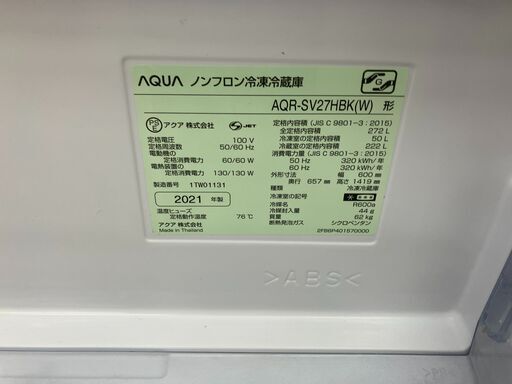 AQUA ノンフロン冷凍冷蔵庫
AQR-SV27HBK(W) 形
PSE アクア 株式会社 JET
定格電圧 100 V
定格周波数 50/60 Hz
電動機の
定格消費電力 60/60 W
電熱装置の
定格消費電力 130/130 W
製造番号 1TW01131
2021 年製
温度ヒューズ
定格動作温度 76℃
アクア 株式会社
Made in Thailand
定格内容積 (JIS C 9801-3 : 2015)
全定格内容積 272 L
冷凍室の定格内容積 50 L
冷蔵室の定格内容積 222 L
消費電力量 (JIS C 9801-3 : 2015)
50 Hz 320 kWh/年
60 Hz 320 kWh/年
外形寸法 幅 600 mm
奥行 657 mm 高さ 1419 mm
種類 冷凍冷蔵庫
冷凍室の記号
冷媒名 R600a
冷媒封入量 44 g
製品質量 62 kg
断熱発泡ガス シクロペンタン
2FB6P401570000
>ABS<